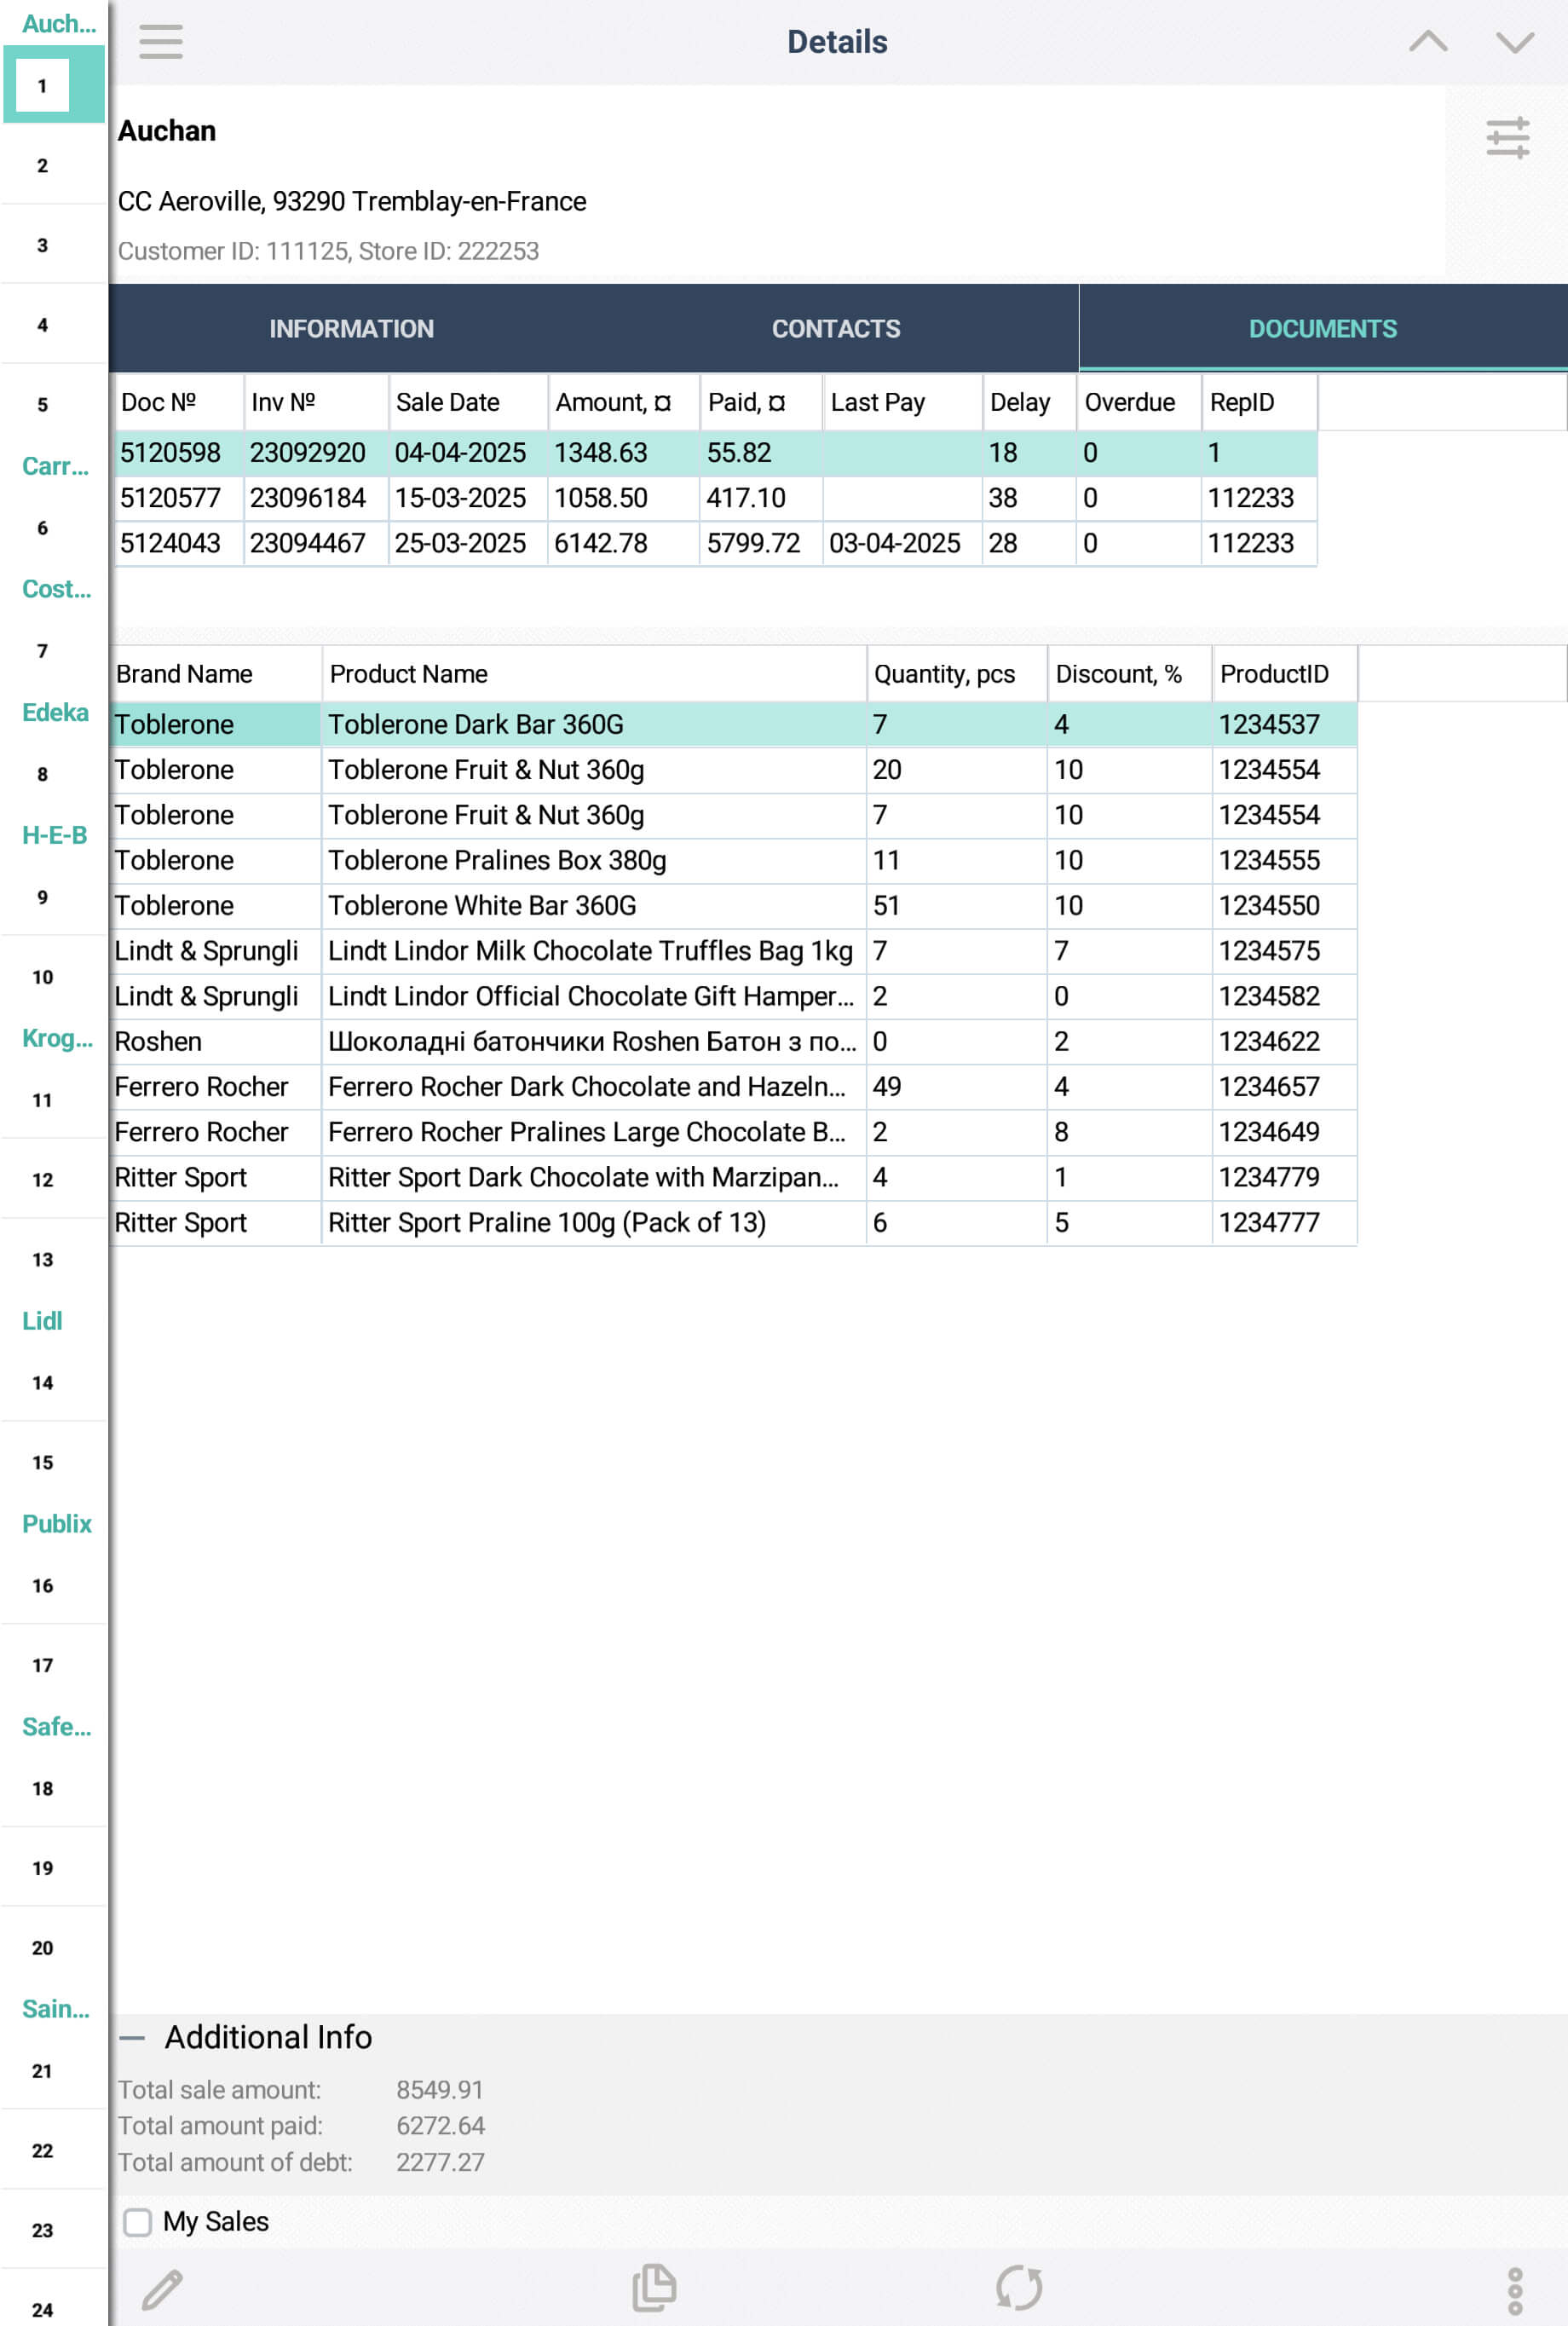 Auch...
1
2
3
4
5
Carr...
6
Cost...
7
Edeka
8
H-E-B
9
10
Krog...
11
12
13
Lidl
14
15
Publix
16
17
Safe...
18
19
20
Sain...
21
22
23
24
Details
Auchan
CC Aeroville, 93290 Tremblay-en-France
Customer ID: 111125, Store ID: 222253
INFORMATION CONTACTS DOCUMENTS
Doc Nº Inv Nº Sale Date Amount, ¤ Paid, ¤ Last Pay Delay Overdue RepID
5120598 23092920 04-04-2025 1348.63 55.82 18 0 1
5120577 23096184 15-03-2025 1058.50 417.10 38 0 112233
5124043 23094467 25-03-2025 6142.78 5799.72 03-04-2025 28 0 112233
Brand Name Product Name Quantity, pcs Discount, % ProductID
Toblerone Toblerone Dark Bar 360G 7 4 1234537
Toblerone Toblerone Fruit & Nut 360g 20 10 1234554
Toblerone Toblerone Fruit & Nut 360g 7 10 1234554
Toblerone Toblerone Pralines Box 380g 11 10 1234555
Toblerone Toblerone White Bar 360G 51 10 1234550
Lindt & Sprungli Lindt Lindor Milk Chocolate Truffles Bag 1kg 7 7 1234575
Lindt & Sprungli Lindt Lindor Official Chocolate Gift Hamper... 2 0 1234582
Roshen Шоколадні батончики Roshen Батон з по... 0 2 1234622
Ferrero Rocher Ferrero Rocher Dark Chocolate and Hazeln... 49 4 1234657
Ferrero Rocher Ferrero Rocher Pralines Large Chocolate B... 2 8 1234649
Ritter Sport Ritter Sport Dark Chocolate with Marzipan... 4 1 1234779
Ritter Sport Ritter Sport Praline 100g (Pack of 13) 6 5 1234777
Additional Info
Total sale amount: 8549.91
Total amount paid: 6272.64
Total amount of debt: 2277.27
My Sales